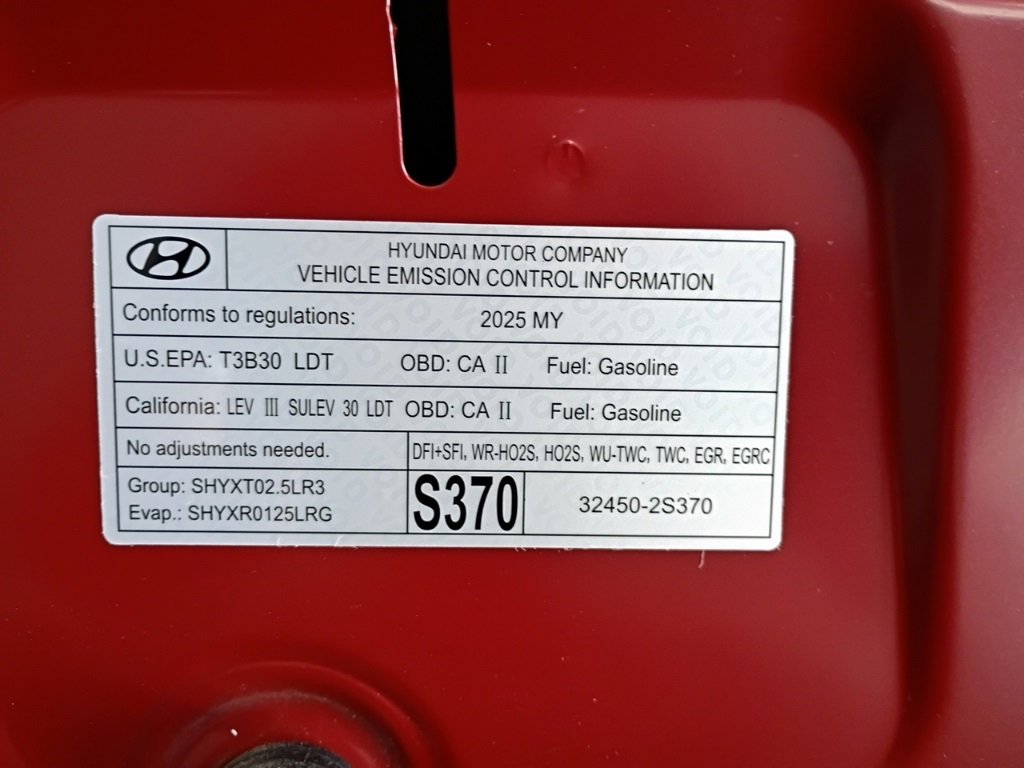 HYUNDAI MOTOR COMPANY
VEHICLE EMISSION CONTROL INFORMATION
Conforms to regulations: 2025 MY
U.S.EPA: T3B30 LDT OBD: CA II Fuel: Gasoline
California: LEV III SULEV 30 LDT OBD: CA II Fuel: Gasoline
No adjustments needed. DFI+SFI, WR-HO2S, HO2S, WU-TWC, TWC, EGR, EGRC
Group: SHYXT02.5LR3
Evap.: SHYXR0125LRG
S370
32450-2S370